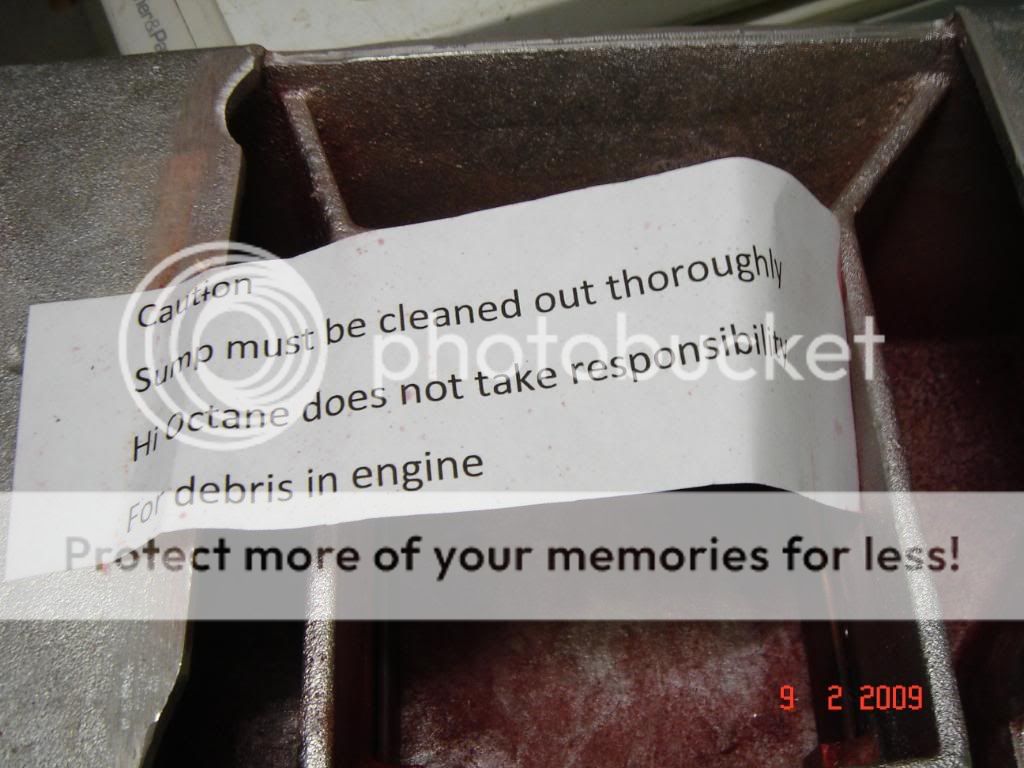 Caution
Sump must be cleaned out thoroughly
Hi Octane does not take responsibility
For debris in engine
photobucket
Protect more of your memories for less!
9 2 2009